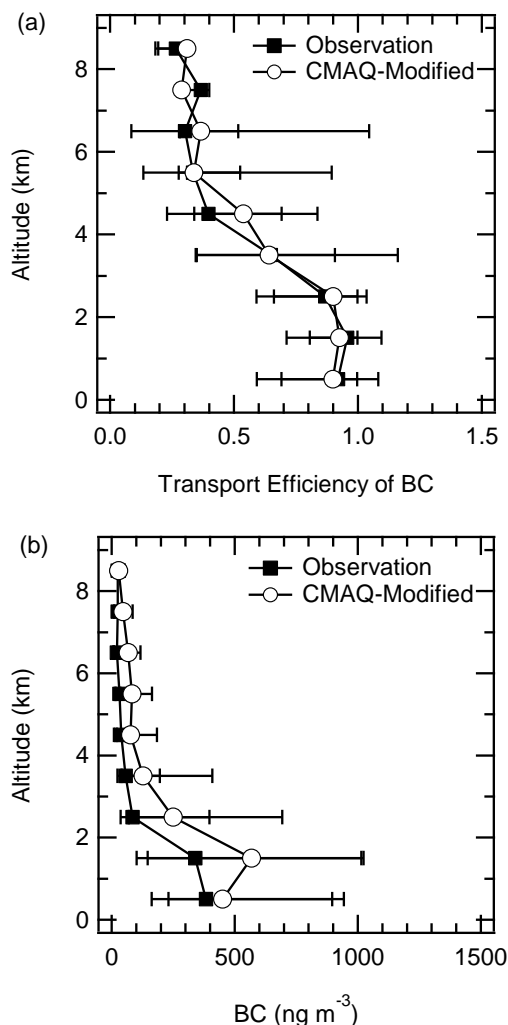 (a)
Observation
CMAQ-Modified
8
6
4
2
0
Altitude (km)
0.0 0.5 1.0 1.5
Transport Efficiency of BC
(b)
Observation
CMAQ-Modified
8
6
4
2
0
Altitude (km)
0 500 1000 1500
BC (ng m⁻³)